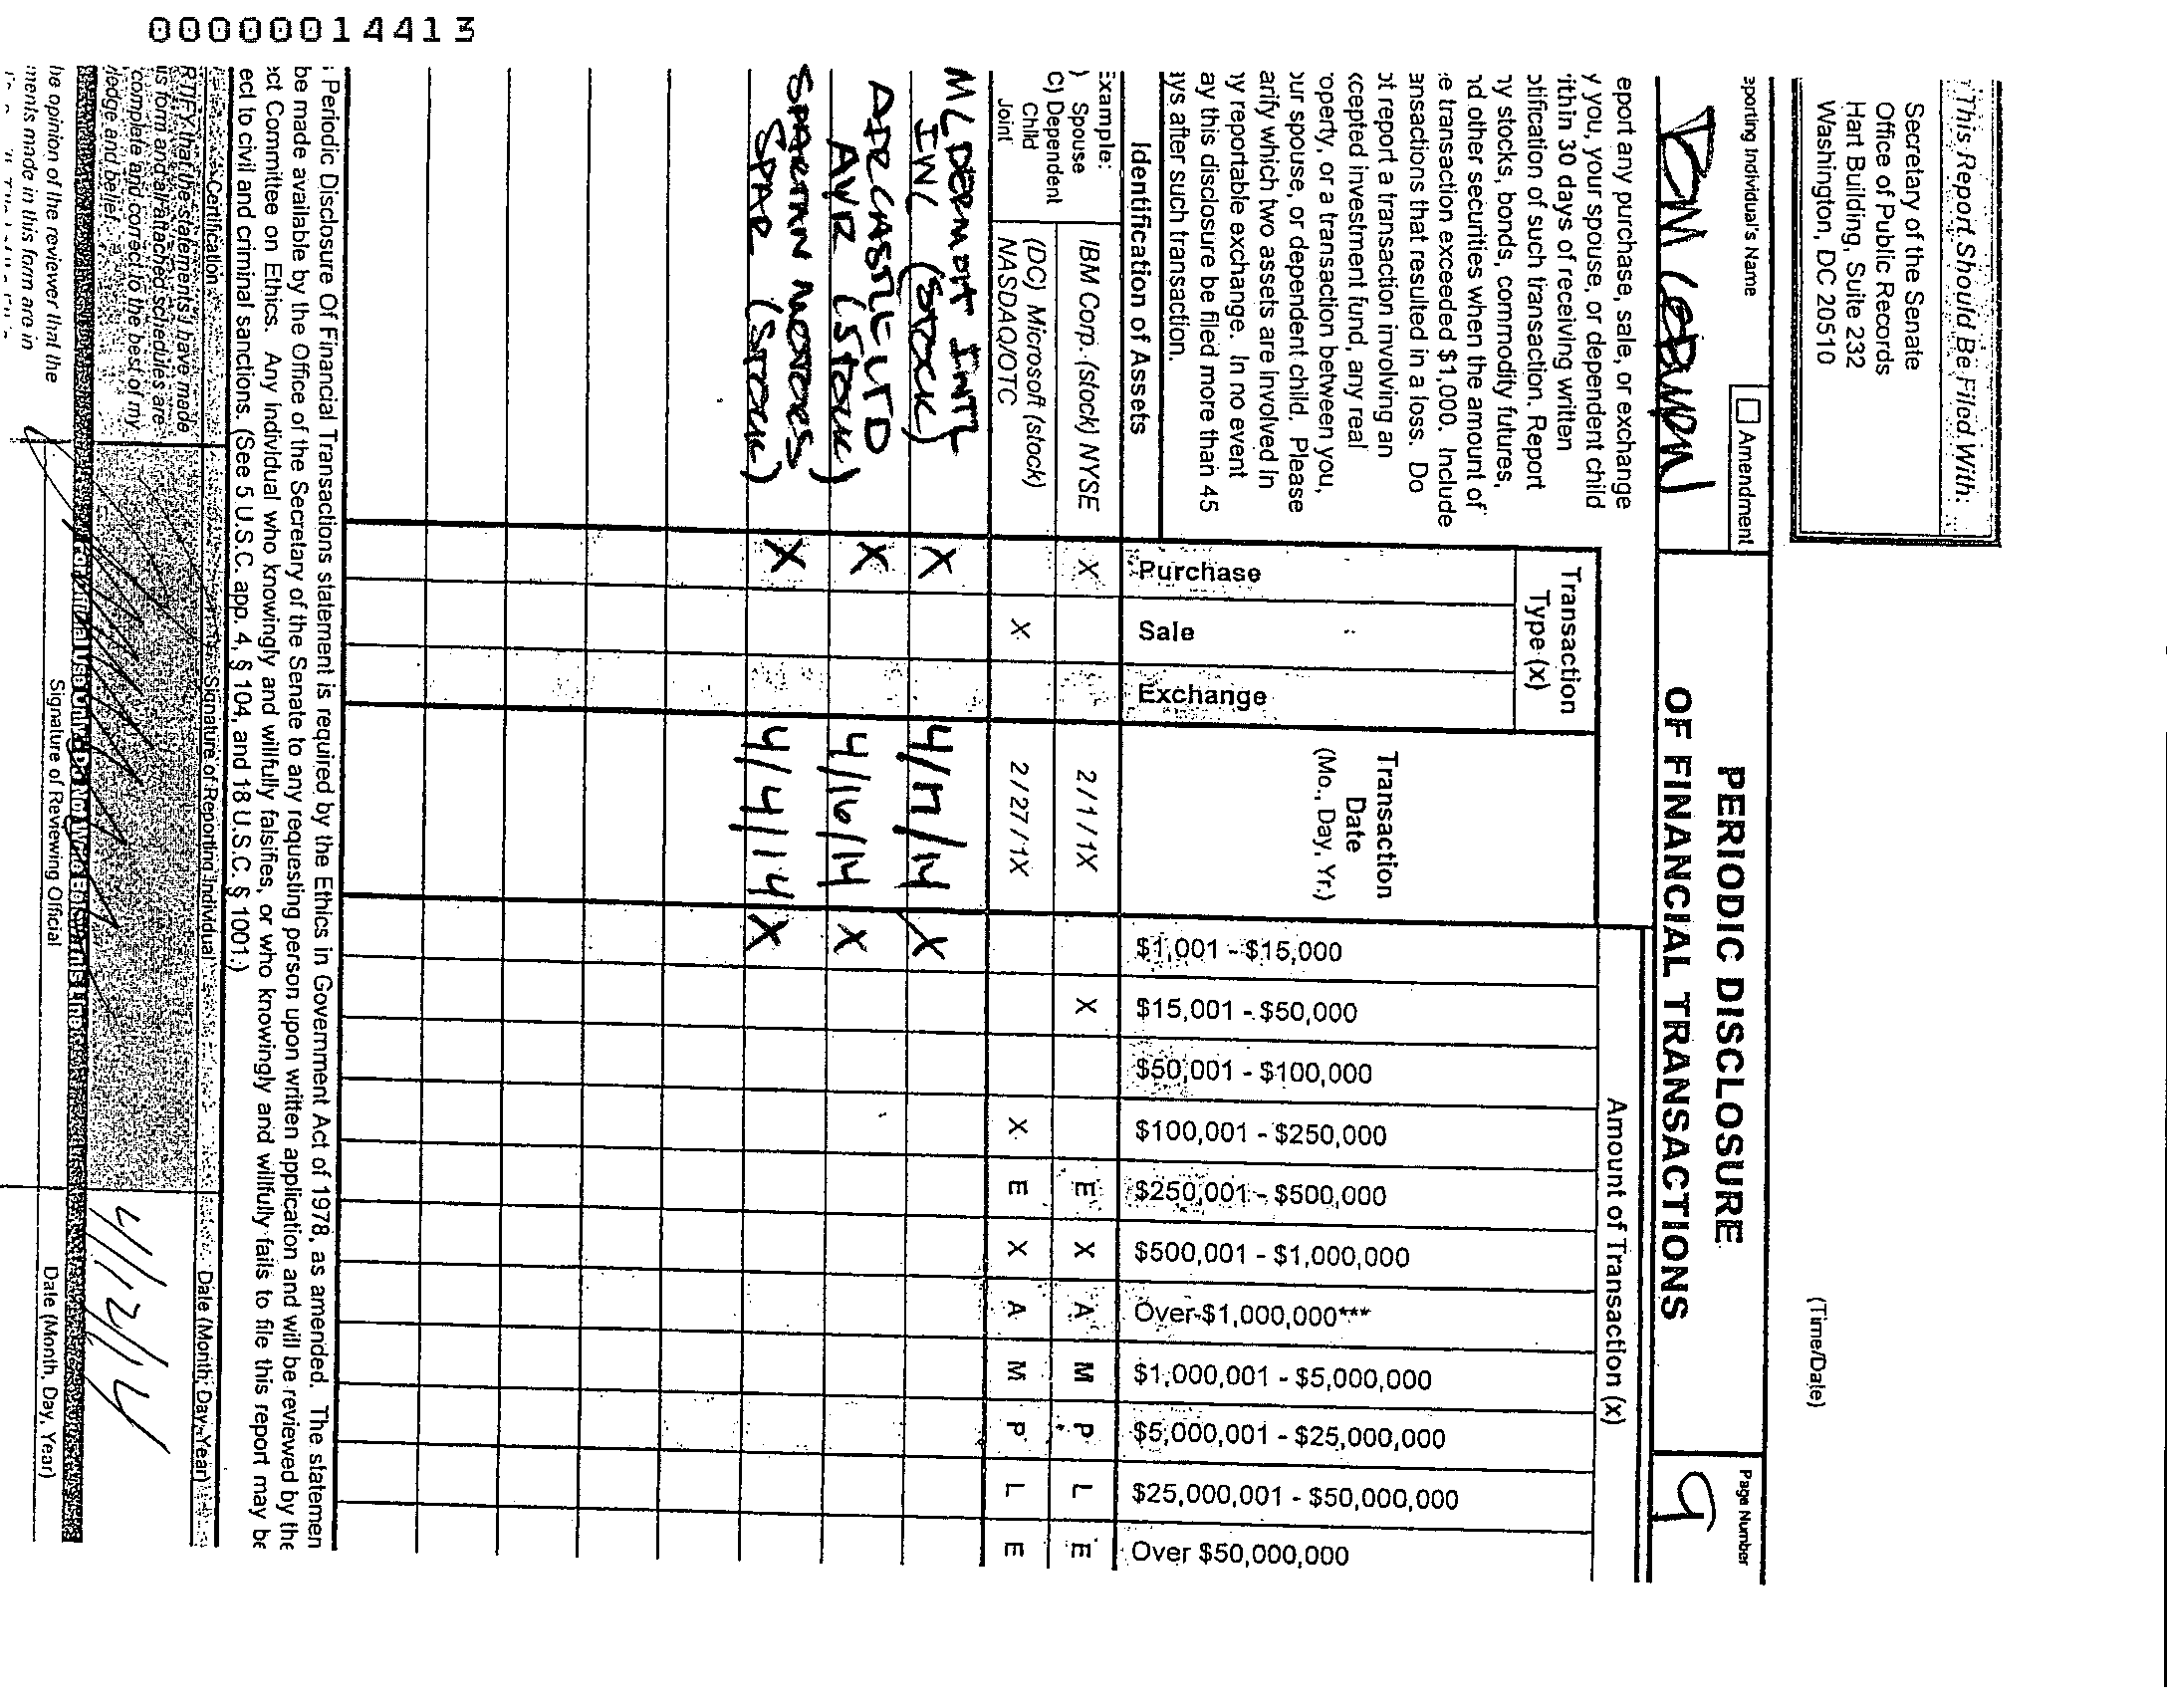 00000014413
This Report Should Be Filed With:
Secretary of the Senate
Office of Public Records
Hart Building, Suite 232
Washington, DC 20510
(Time/Date)
eporting Individual's Name
Amendment
PERIODIC DISCLOSURE
OF FINANCIAL TRANSACTIONS
Page Number
9
eport any purchase, sale, or exchange
y you, your spouse, or dependent child
ithin 30 days of receiving written
otification of such transaction. Report
ny stocks, bonds, commodity futures,
nd other securities when the amount of
e transaction exceeded $1,000. Include
ansactions that resulted in a loss. Do
ot report a transaction involving an
xcepted investment fund, any real
operty, or a transaction between you,
our spouse, or dependent child. Please
arify which two assets are involved in
ny reportable exchange. In no event
ay this disclosure be filed more than 45
ays after such transaction.
Transaction
Type (x)
Amount of Transaction (x)
Identification of Assets
Purchase
Sale
Exchange
Transaction
Date
(Mo., Day, Yr.)
$1,001 - $15,000
$15,001 - $50,000
$50,001 - $100,000
$100,001 - $250,000
$250,001 - $500,000
$500,001 - $1,000,000
Over $1,000,000***
$1,000,001 - $5,000,000
$5,000,001 - $25,000,000
$25,000,001 - $50,000,000
Over $50,000,000
Example:
) Spouse
C) Dependent
Child
Joint
IBM Corp. (stock) NYSE X 2/1/1X X E X A M P L E
(DC) Microsoft (stock)
NASDAQ/OTC X 2/27/1X X E X A M P L E
MCDERMOT INTL
INC (STOCK) X 4/17/14 X
AIRCASTLE LTD
AYR (STOCK) X 4/16/14 X
SPARTAN MOTORS
SPAR (STOCK) X 4/4/14 X
Periodic Disclosure Of Financial Transactions statement is required by the Ethics in Government Act of 1978, as amended. The statemen
be made available by the Office of the Secretary of the Senate to any requesting person upon written application and will be reviewed by the
ect Committee on Ethics. Any Individual who knowingly and willfully falsifies, or who knowingly and willfully fails to file this report may be
ect to civil and criminal sanctions. (See 5 U.S.C. app. 4, § 104, and 18 U.S.C. § 1001.)
Certification
Signature of Reporting Individual
Date (Month, Day, Year)
RTIFY that the statements I have made
is form and all attached schedules are
complete and correct to the best of my
ledge and belief.
he opinion of the reviewer that the
ments made in this form are in
Signature of Reviewing Official
Date (Month, Day, Year)